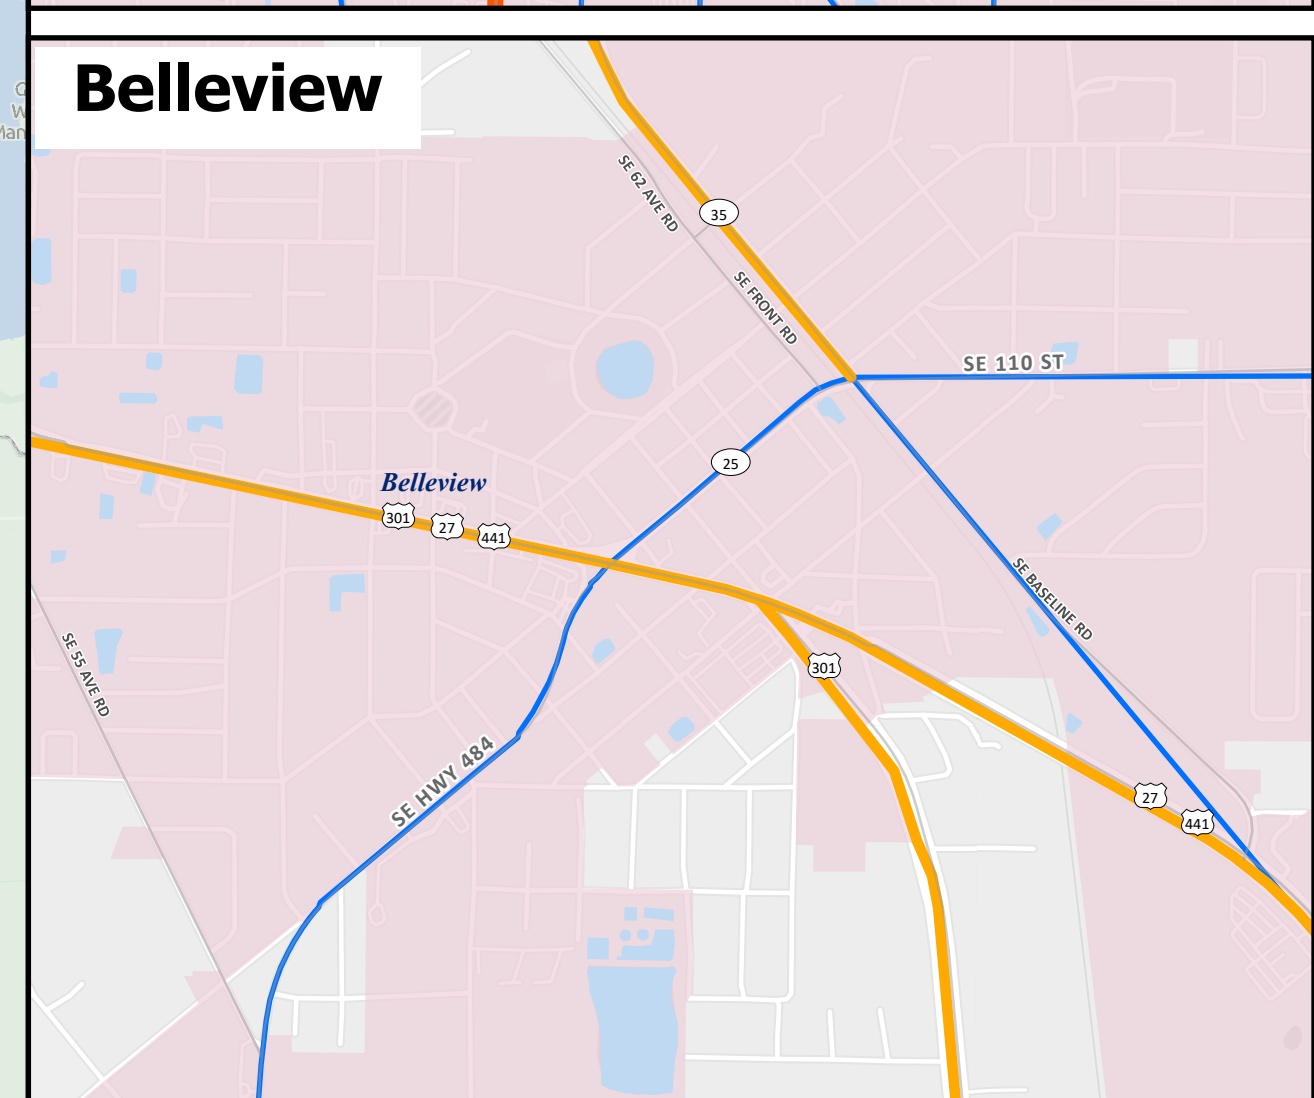 Belleview
SE 62 AVE RD
35
SE FRONT RD
SE 110 ST
25
Belleview
301
27
441
SE BASELINE RD
SE 55 AVE RD
301
SE HWY 484
27
441